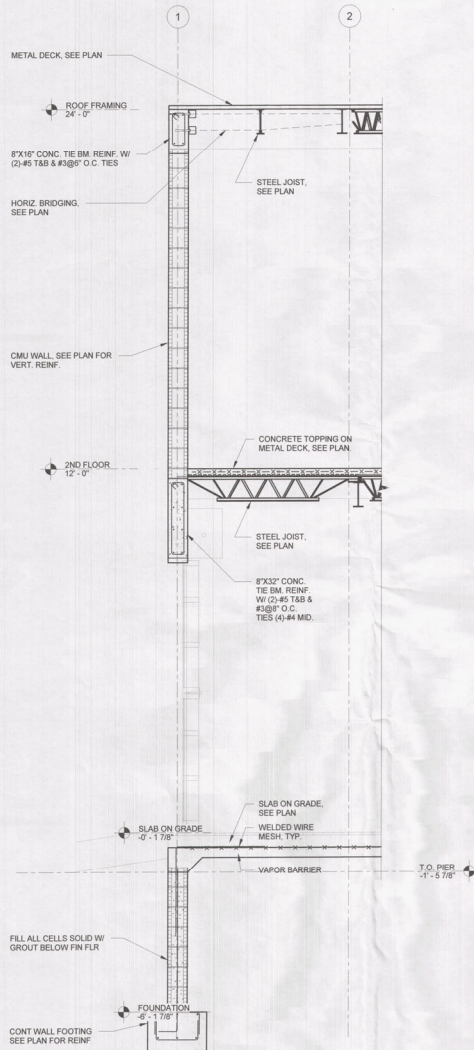 1
2
METAL DECK, SEE PLAN
ROOF FRAMING
24' - 0"
8"X16" CONC. TIE BM. REINF. W/
(2)-#5 T&B & #3@6" O.C. TIES
STEEL JOIST,
SEE PLAN
HORIZ. BRIDGING,
SEE PLAN
CMU WALL, SEE PLAN FOR
VERT. REINF.
CONCRETE TOPPING ON
METAL DECK, SEE PLAN.
2ND FLOOR
12' - 0"
STEEL JOIST,
SEE PLAN
8"X32" CONC.
TIE BM. REINF.
W/ (2)-#5 T&B &
#3@8" O.C.
TIES (4)-#4 MID.
SLAB ON GRADE,
SEE PLAN
SLAB ON GRADE
-0' - 1 7/8"
WELDED WIRE
MESH, TYP.
VAPOR BARRIER
T.O. PIER
-1' - 5 7/8"
FILL ALL CELLS SOLID W/
GROUT BELOW FIN FLR
FOUNDATION
-6' - 1 7/8"
CONT WALL FOOTING
SEE PLAN FOR REINF